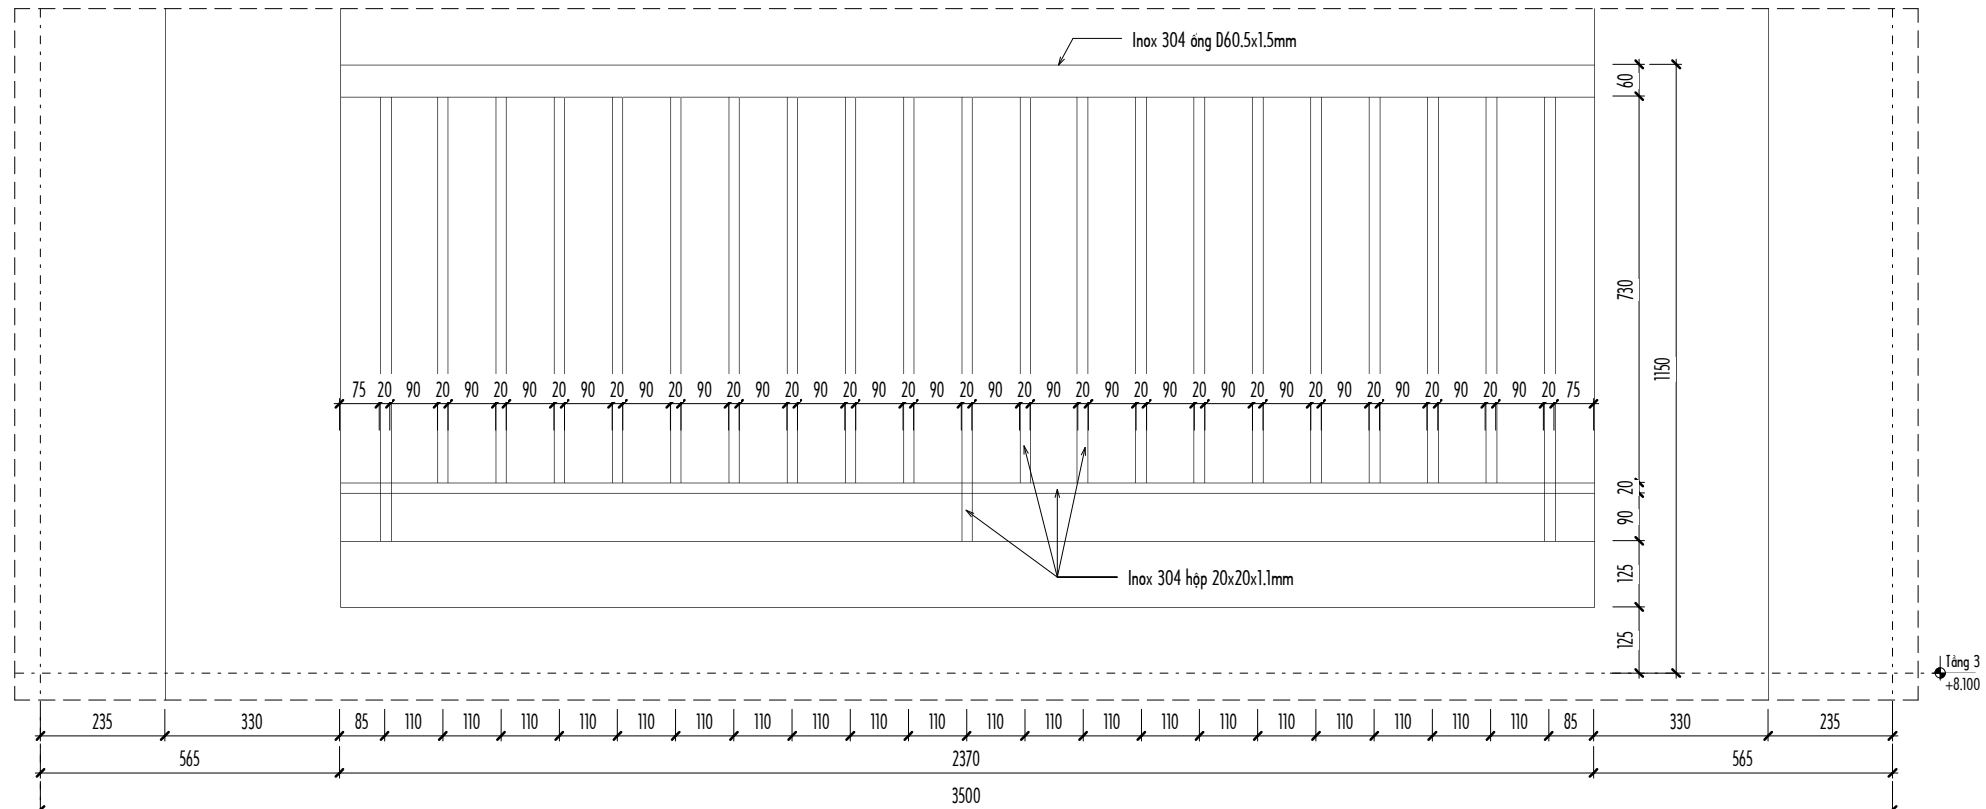 Inox 304 ống D60.5x1.5mm
60
730
1150
75 20 90 20 90 20 90 20 90 20 90 20 90 20 90 20 90 20 90 20 90 20 90 20 90 20 90 20 90 20 90 20 90 20 90 20 90 20 90 20 90 20 75
20
90
Inox 304 hộp 20x20x1.1mm
125
125
Tầng 3
+8.100
235 330 85 110 110 110 110 110 110 110 110 110 110 110 110 110 110 110 110 110 110 110 110 85 330 235
565 2370 565
3500